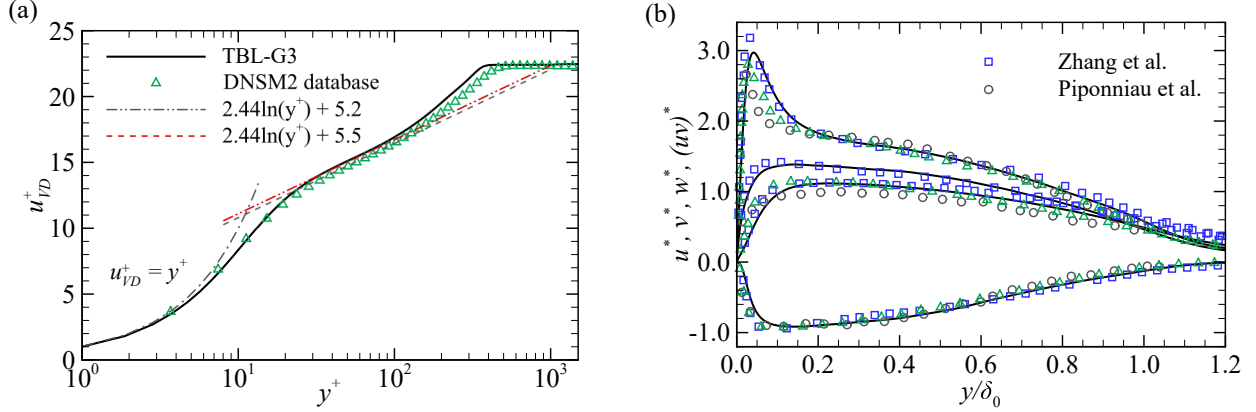 (a)
25
20
15
10
5
0
u⁺_VD
TBL-G3
DNSM2 database
2.44ln(y⁺) + 5.2
2.44ln(y⁺) + 5.5
u⁺_VD = y⁺
10⁰ 10¹ 10² 10³
y⁺
(b)
3.0
2.0
1.0
0.0
-1.0
u*, v*, w*, (uv)*
Zhang et al.
Piponniau et al.
0.0 0.2 0.4 0.6 0.8 1.0 1.2
y/δ₀